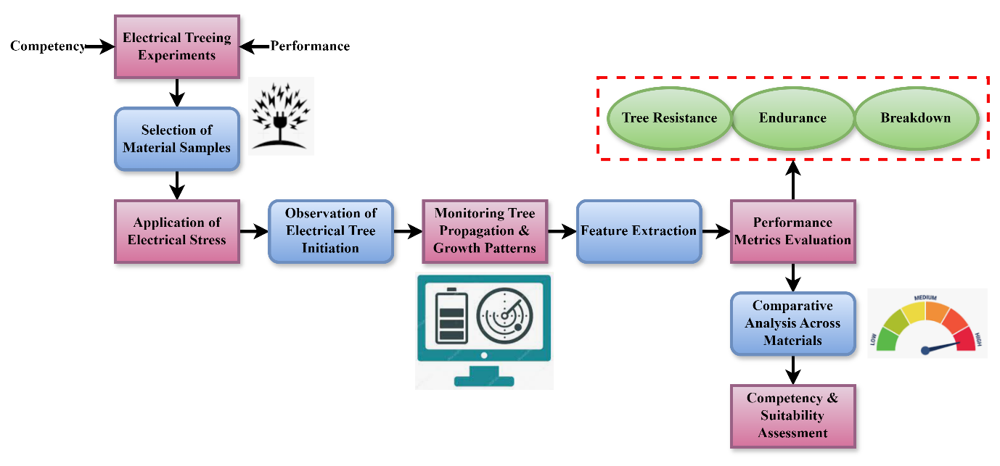 Competency
Electrical Treeing
Experiments
Performance
Selection of
Material Samples
Tree Resistance
Endurance
Breakdown
Application of
Electrical Stress
Observation of
Electrical Tree
Initiation
Monitoring Tree
Propagation &
Growth Patterns
Feature Extraction
Performance
Metrics Evaluation
Comparative
Analysis Across
Materials
LOW
MEDIUM
HIGH
Competency &
Suitability
Assessment